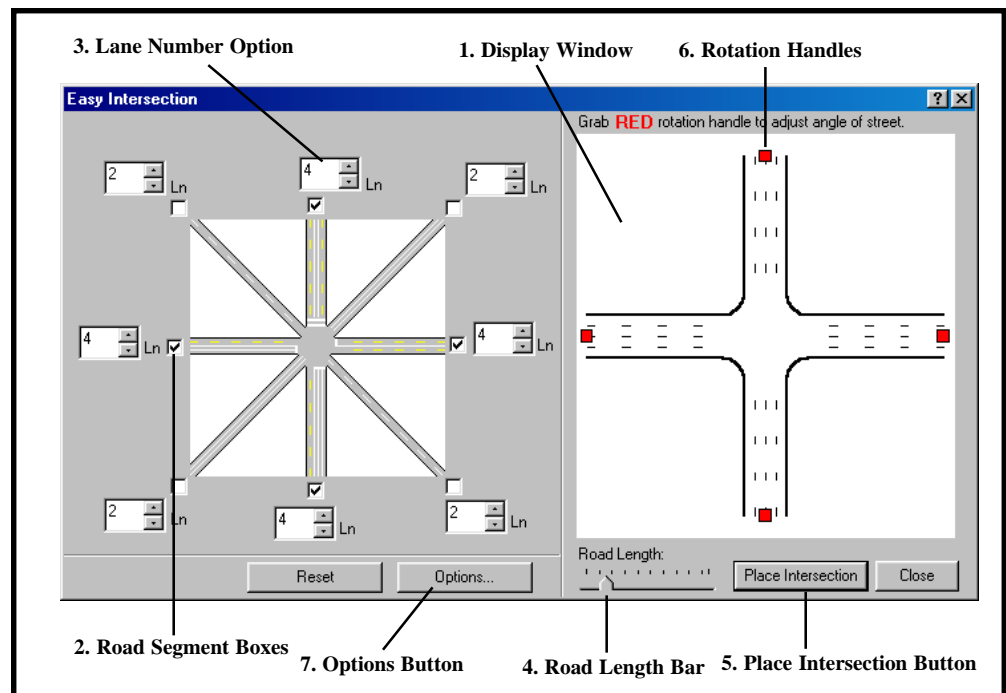 3. Lane Number Option
1. Display Window
6. Rotation Handles
Easy Intersection
Grab RED rotation handle to adjust angle of street.
2 Ln
4 Ln
2 Ln
4 Ln
4 Ln
2 Ln
4 Ln
2 Ln
Road Length:
Reset
Options...
Place Intersection
Close
2. Road Segment Boxes
7. Options Button
4. Road Length Bar
5. Place Intersection Button